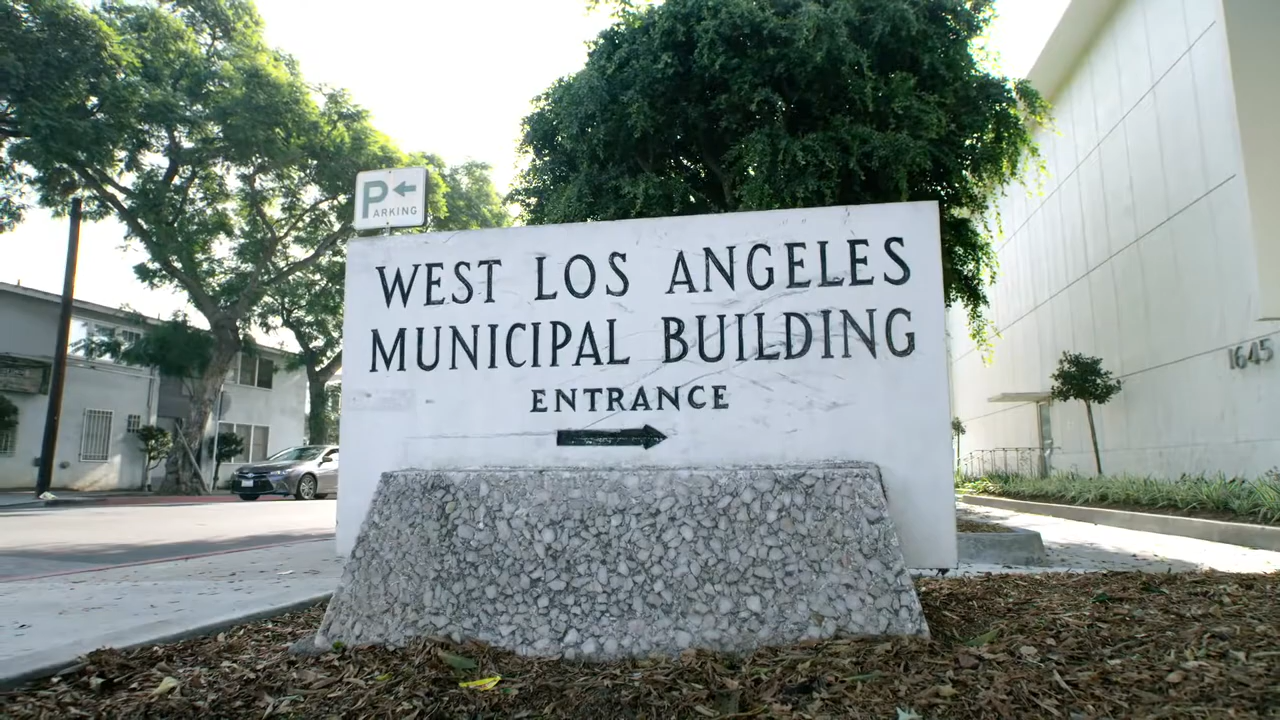 P
ARKING
WEST LOS ANGELES
MUNICIPAL BUILDING
ENTRANCE
1645